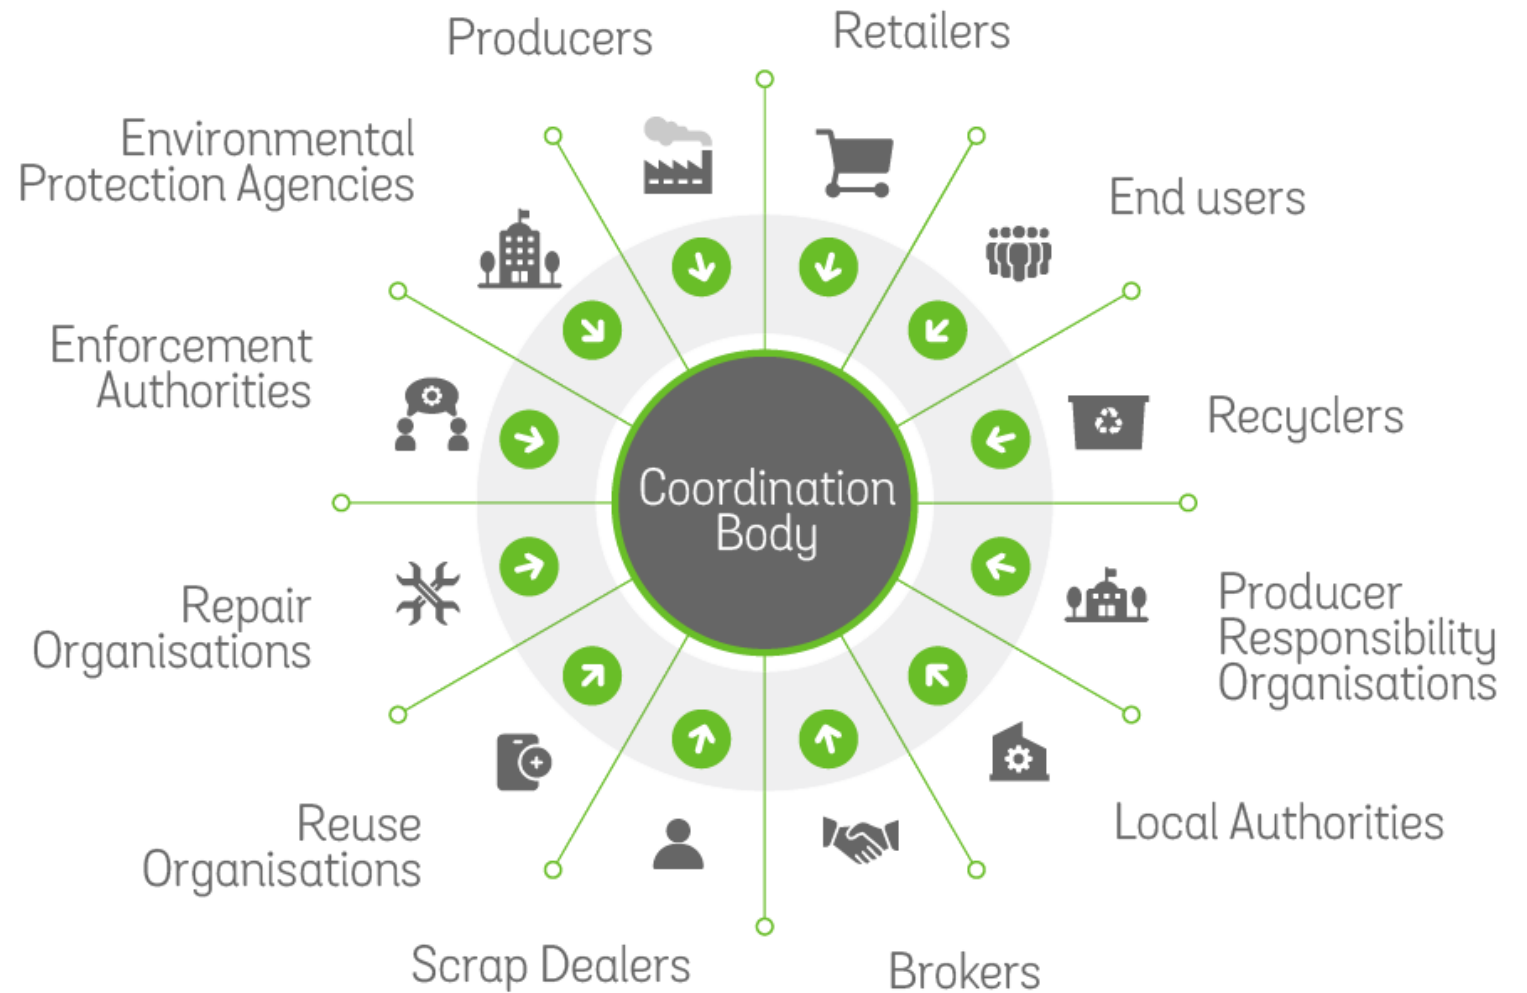 Producers
Retailers
Environmental
Protection Agencies
End users
Enforcement
Authorities
Recyclers
Coordination
Body
Repair
Organisations
Producer
Responsibility
Organisations
Reuse
Organisations
Local Authorities
Scrap Dealers
Brokers